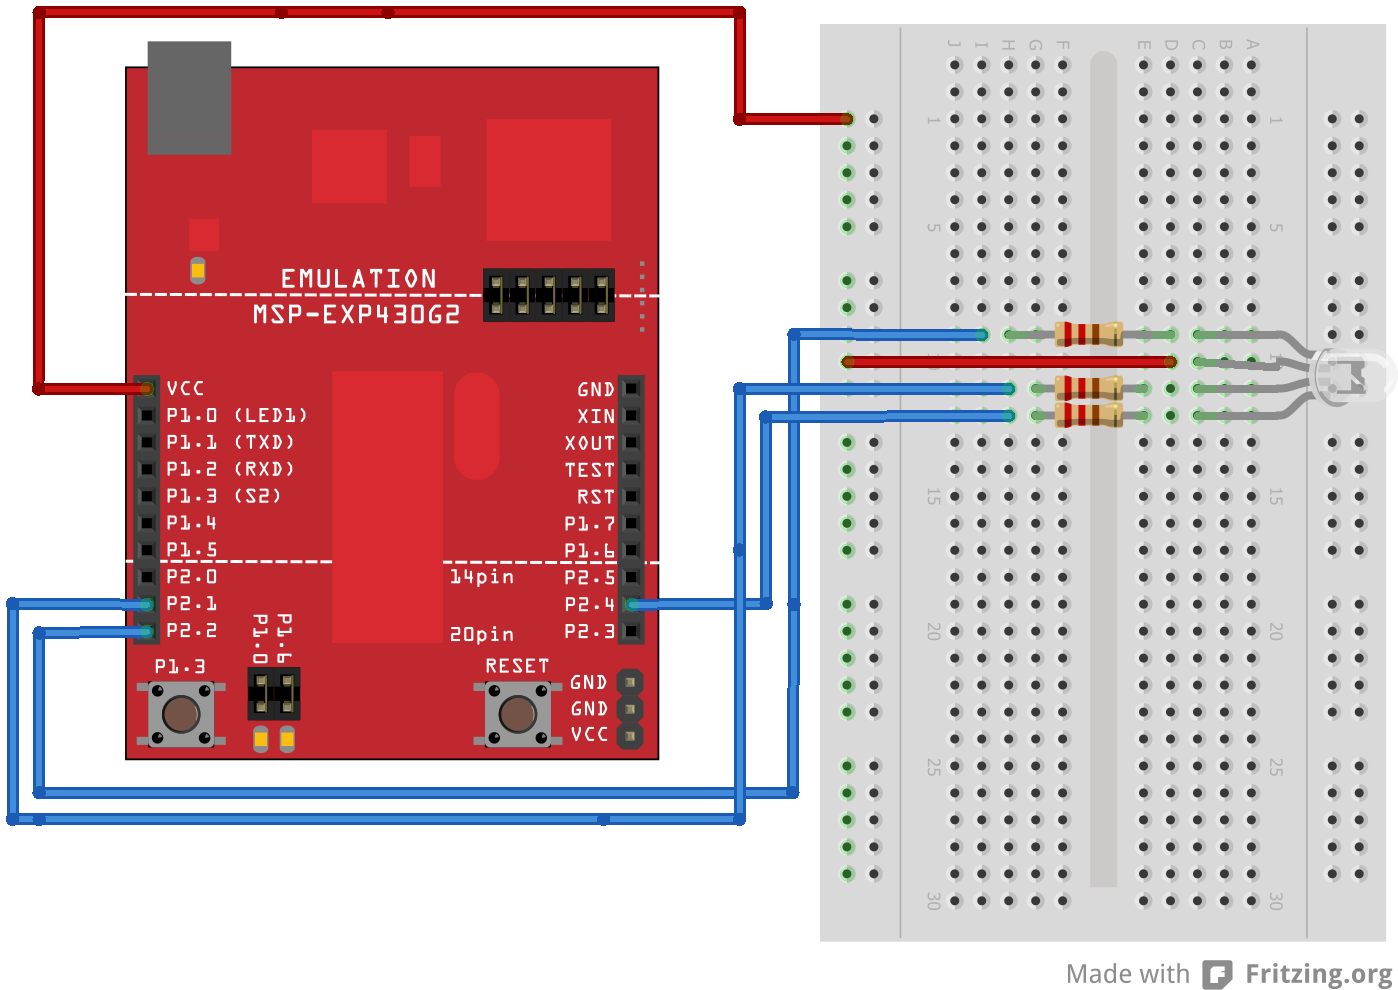 EMULATION
MSP-EXP430G2
VCC
P1.0 (LED1)
P1.1 (TXD)
P1.2 (RXD)
P1.3 (S2)
P1.4
P1.5
P2.0
P2.1
P2.2
GND
XIN
XOUT
TEST
RST
P1.7
P1.6
P2.5
P2.4
P2.3
14pin
20pin
P1.3
P1.0
P1.6
RESET
GND
GND
VCC
J I H G F E D C B A
1 1
5 5
1
15 15
20 20
25 25
30 30
Made with Fritzing.org